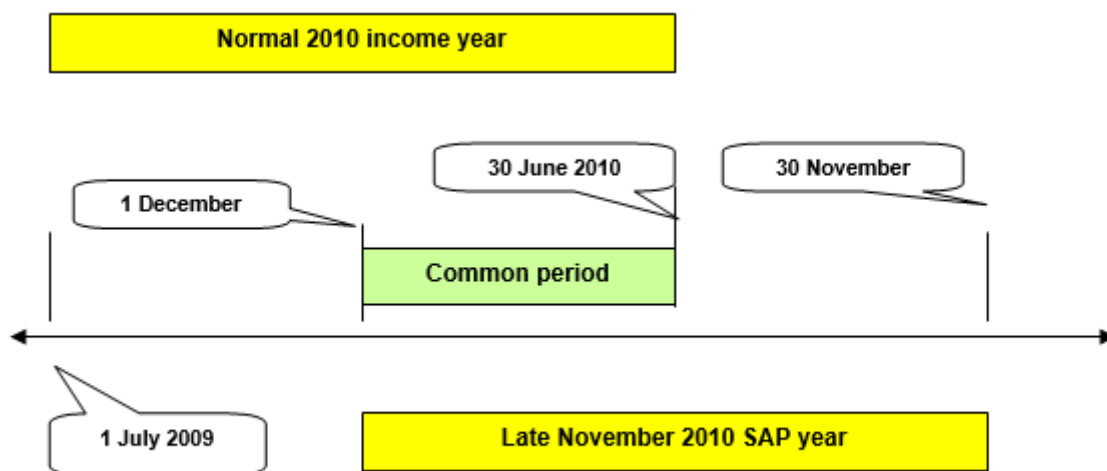 Normal 2010 income year
30 June 2010
30 November
1 December
Common period
1 July 2009
Late November 2010 SAP year